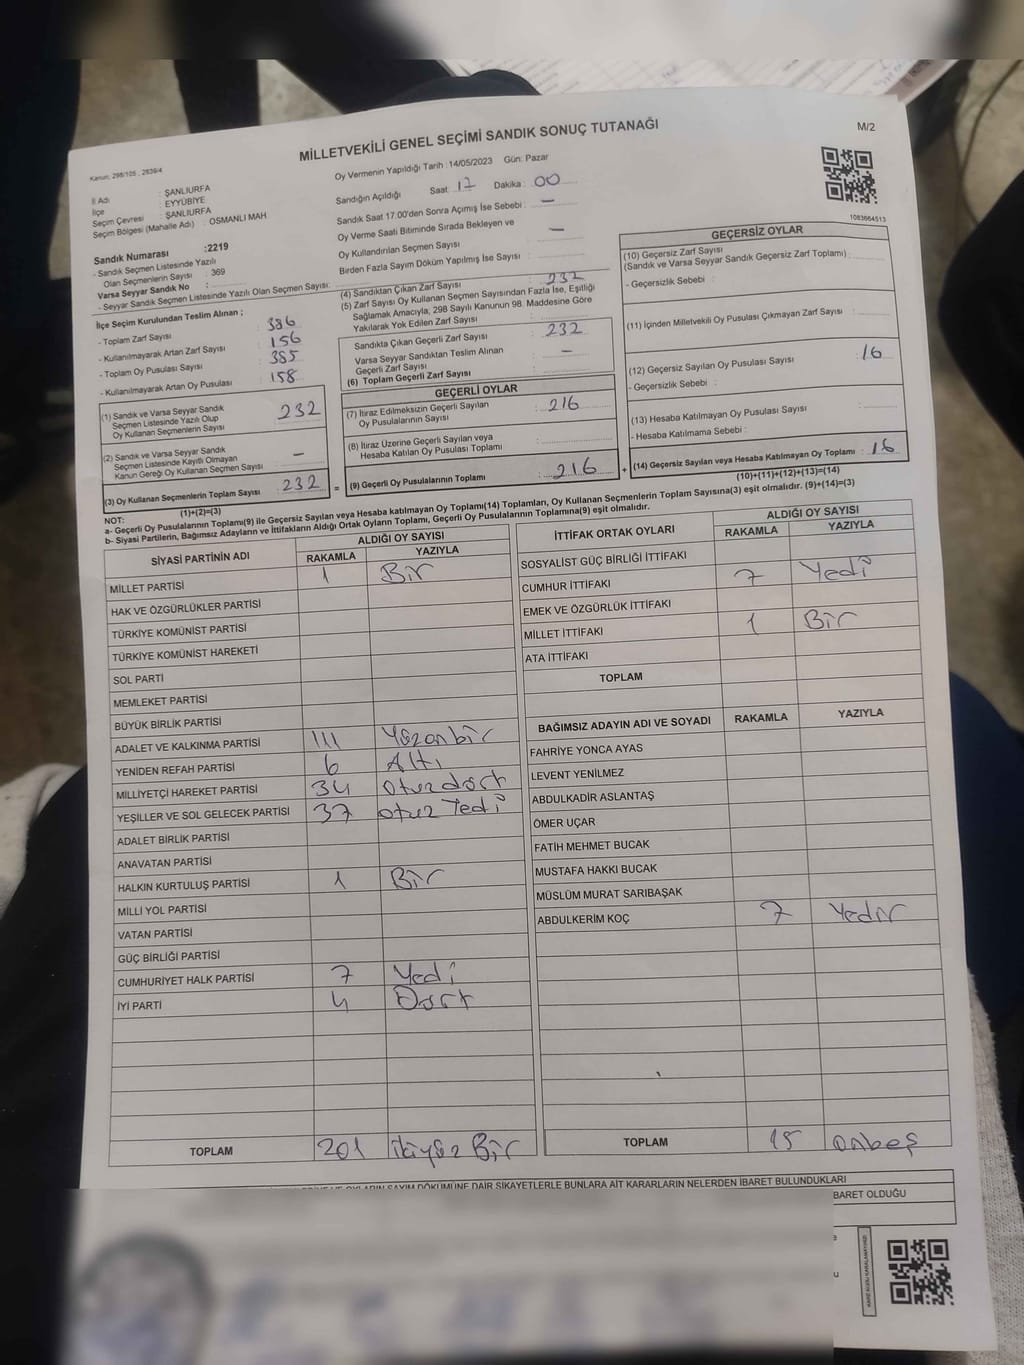 MİLLETVEKİLİ GENEL SEÇİMİ SANDIK SONUÇ TUTANAĞI
M/2
Kanun: 298/105 , 2839/4
Oy Vermenin Yapıldığı Tarih : 14/05/2023 Gün: Pazar
İl Adı : ŞANLIURFA
İlçe : EYYÜBİYE
Seçim Çevresi : ŞANLIURFA
Seçim Bölgesi (Mahalle Adı) : OSMANLI MAH
Sandık Numarası :2219
- Sandık Seçmen Listesinde Yazılı
Olan Seçmenlerin Sayısı : 369
Varsa Seyyar Sandık No :
- Seyyar Sandık Seçmen Listesinde Yazılı Olan Seçmen Sayısı:
İlçe Seçim Kurulundan Teslim Alınan ;
- Toplam Zarf Sayısı : 386
- Kullanılmayarak Artan Zarf Sayısı : 156
- Toplam Oy Pusulası Sayısı : 385
- Kullanılmayarak Artan Oy Pusulası : 158
(1) Sandık ve Varsa Seyyar Sandık
Seçmen Listesinde Yazılı Olup
Oy Kullanan Seçmenlerin Sayısı : 232
(2) Sandık ve Varsa Seyyar Sandık
Seçmen Listesinde Kayıtlı Olmayan
Kanun Gereği Oy Kullanan Seçmen Sayısı : –
(3) Oy Kullanan Seçmenlerin Toplam Sayısı : 232
(1)+(2)=(3)
Sandığın Açıldığı Saat: 17 Dakika : 00
Sandık Saat 17.00'den Sonra Açımış İse Sebebi : –
Oy Verme Saati Bitiminde Sırada Bekleyen ve
Oy Kullandırılan Seçmen Sayısı : –
Birden Fazla Sayım Döküm Yapılmış İse Sayısı :
(4) Sandıktan Çıkan Zarf Sayısı : 232
(5) Zarf Sayısı Oy Kullanan Seçmen Sayısından Fazla İse, Eşitliği
Sağlamak Amacıyla, 298 Sayılı Kanunun 98. Maddesine Göre
Yakılarak Yok Edilen Zarf Sayısı :
Sandıkta Çıkan Geçerli Zarf Sayısı : 232
Varsa Seyyar Sandıktan Teslim Alınan
Geçerli Zarf Sayısı : –
(6) Toplam Geçerli Zarf Sayısı :
GEÇERLİ OYLAR
(7) İtiraz Edilmeksizin Geçerli Sayılan
Oy Pusulalarının Sayısı : 216
(8) İtiraz Üzerine Geçerli Sayılan veya
Hesaba Katılan Oy Pusulası Toplamı :
= (9) Geçerli Oy Pusulalarının Toplamı : 216
1083664513
GEÇERSİZ OYLAR
(10) Geçersiz Zarf Sayısı
(Sandık ve Varsa Seyyar Sandık Geçersiz Zarf Toplamı) :
- Geçersizlik Sebebi :
(11) İçinden Milletvekili Oy Pusulası Çıkmayan Zarf Sayısı :
(12) Geçersiz Sayılan Oy Pusulası Sayısı : 16
- Geçersizlik Sebebi :
(13) Hesaba Katılmayan Oy Pusulası Sayısı :
- Hesaba Katılmama Sebebi :
+ (14) Geçersiz Sayılan veya Hesaba Katılmayan Oy Toplamı : 16
(10)+(11)+(12)+(13)=(14)
NOT:
a- Geçerli Oy Pusulalarının Toplamı(9) ile Geçersiz Sayılan veya Hesaba katılmayan Oy Toplamı(14) Toplamları, Oy Kullanan Seçmenlerin Toplam Sayısına(3) eşit olmalıdır. (9)+(14)=(3)
b- Siyasi Partilerin, Bağımsız Adayların ve İttifakların Aldığı Ortak Oyların Toplamı, Geçerli Oy Pusulalarının Toplamına(9) eşit olmalıdır.
SİYASİ PARTİNİN ADI ALDIĞI OY SAYISI
RAKAMLA YAZIYLA
MİLLET PARTİSİ 1 Bir
HAK VE ÖZGÜRLÜKLER PARTİSİ
TÜRKİYE KOMÜNİST PARTİSİ
TÜRKİYE KOMÜNİST HAREKETİ
SOL PARTİ
MEMLEKET PARTİSİ
BÜYÜK BİRLİK PARTİSİ
ADALET VE KALKINMA PARTİSİ 111 Yüzonbir
YENİDEN REFAH PARTİSİ 6 Altı
MİLLİYETÇİ HAREKET PARTİSİ 34 Otuzdört
YEŞİLLER VE SOL GELECEK PARTİSİ 37 otuz Yedi
ADALET BİRLİK PARTİSİ
ANAVATAN PARTİSİ
HALKIN KURTULUŞ PARTİSİ 1 Bir
MİLLİ YOL PARTİSİ
VATAN PARTİSİ
GÜÇ BİRLİĞİ PARTİSİ
CUMHURİYET HALK PARTİSİ 7 Yedi
İYİ PARTİ 4 Dört
TOPLAM 201 ikiyüz Bir
İTTİFAK ORTAK OYLARI ALDIĞI OY SAYISI
RAKAMLA YAZIYLA
SOSYALİST GÜÇ BİRLİĞİ İTTİFAKI
CUMHUR İTTİFAKI 7 Yedi
EMEK VE ÖZGÜRLÜK İTTİFAKI
MİLLET İTTİFAKI 1 Bir
ATA İTTİFAKI
TOPLAM
BAĞIMSIZ ADAYIN ADI VE SOYADI RAKAMLA YAZIYLA
FAHRİYE YONCA AYAS
LEVENT YENİLMEZ
ABDULKADİR ASLANTAŞ
ÖMER UÇAR
FATİH MEHMET BUCAK
MUSTAFA HAKKI BUCAK
MÜSLÜM MURAT SARIBAŞAK
ABDULKERİM KOÇ 7
TOPLAM 15 onbeş
OYLARIN SAYIM DÖKÜMÜNE DAİR ŞİKAYETLERLE BUNLARA AİT KARARLARIN NELERDEN İBARET BULUNDUKLARI
BARET OLDUĞU